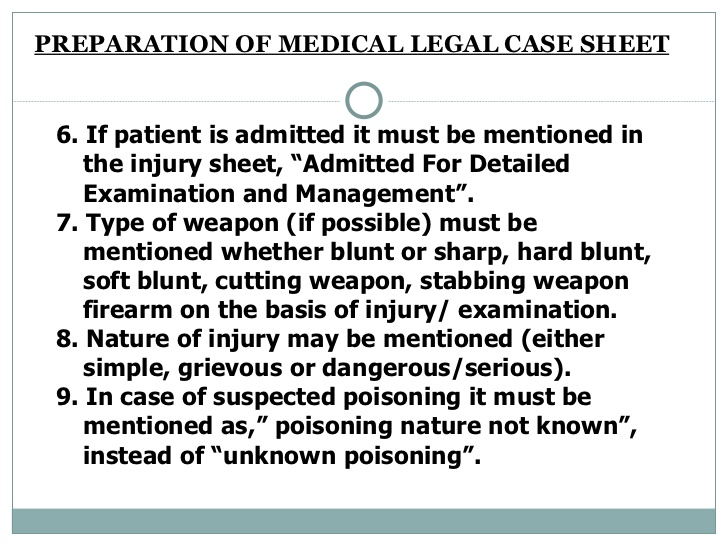 PREPARATION OF MEDICAL LEGAL CASE SHEET
6. If patient is admitted it must be mentioned in
the injury sheet, “Admitted For Detailed
Examination and Management”.
7. Type of weapon (if possible) must be
mentioned whether blunt or sharp, hard blunt,
soft blunt, cutting weapon, stabbing weapon
firearm on the basis of injury/ examination.
8. Nature of injury may be mentioned (either
simple, grievous or dangerous/serious).
9. In case of suspected poisoning it must be
mentioned as,” poisoning nature not known”,
instead of “unknown poisoning”.